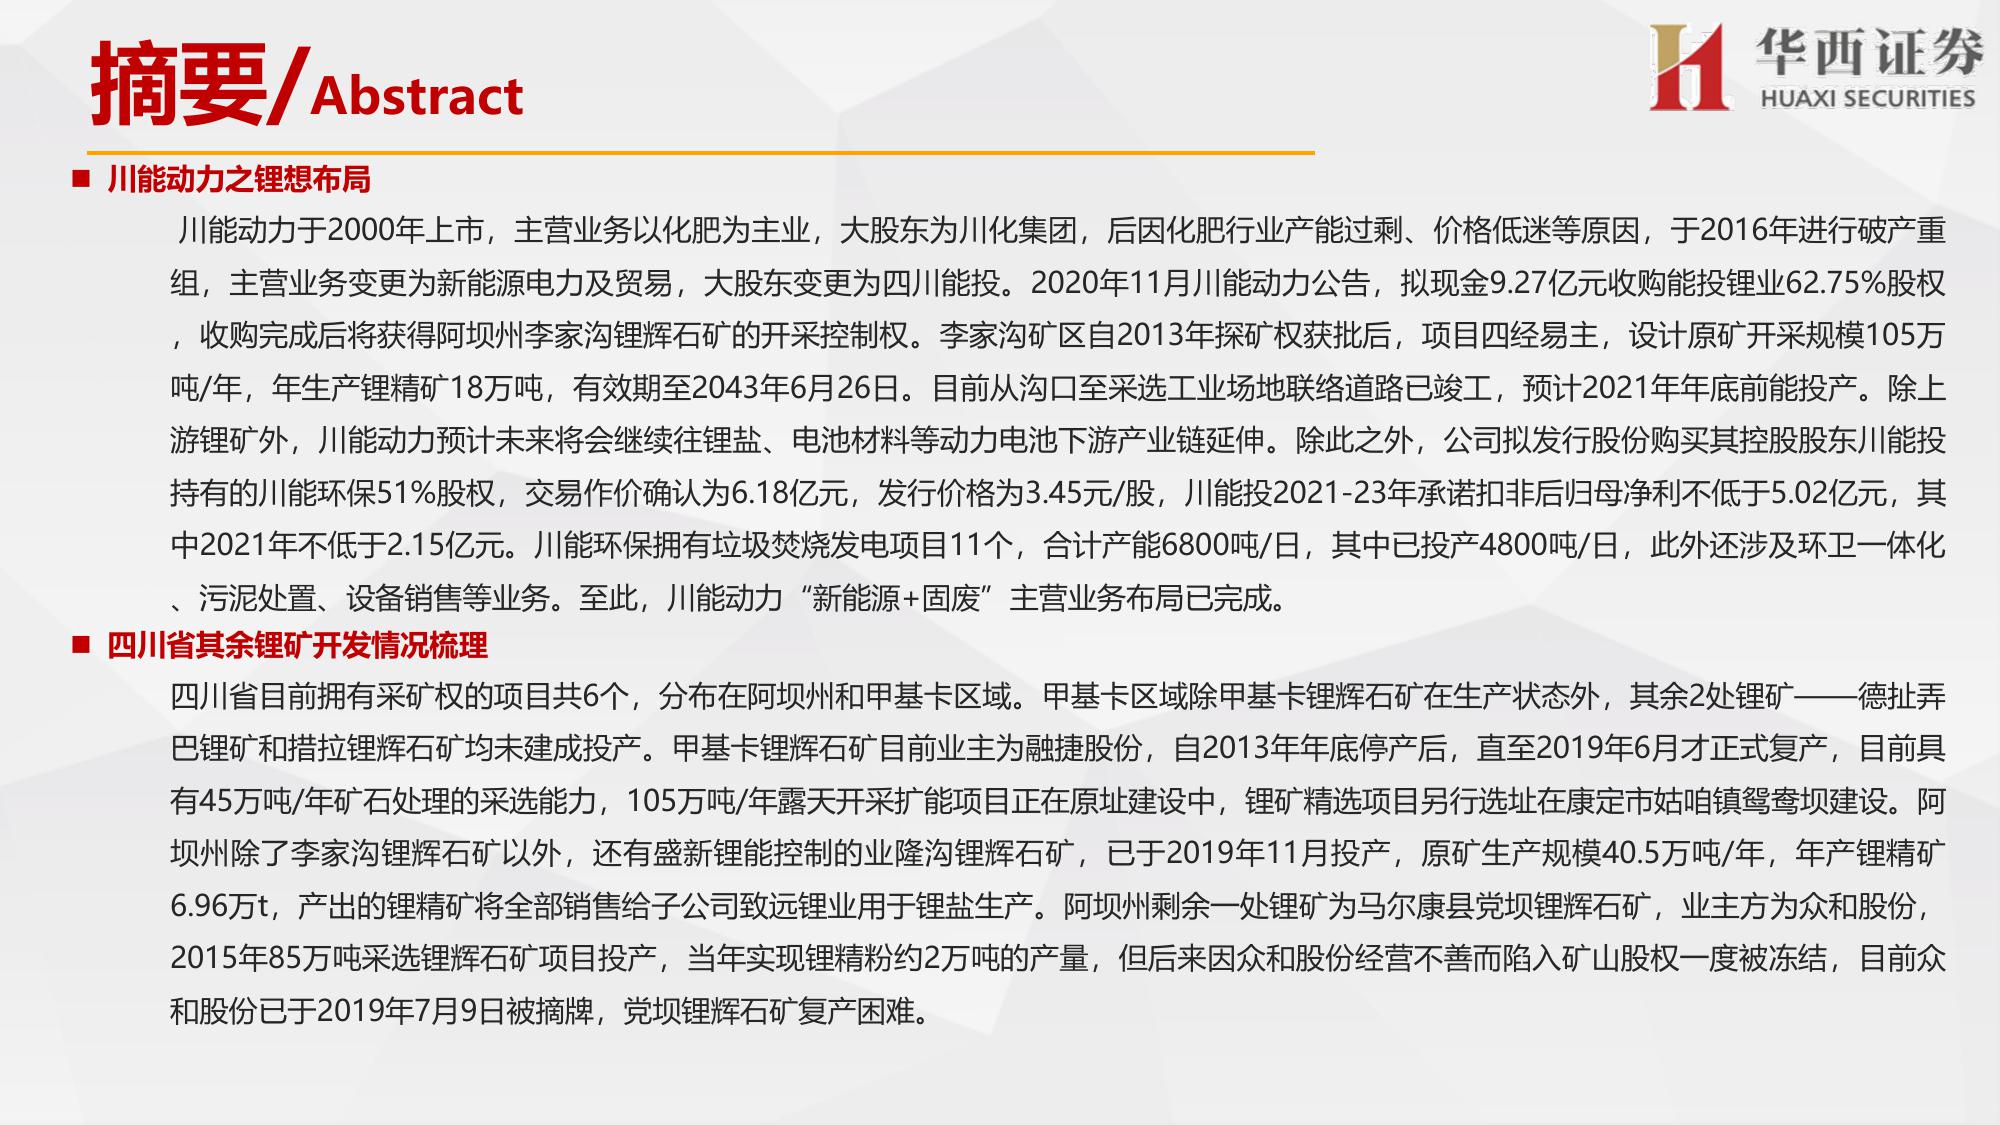 摘要/Abstract
华西证券
HUAXI SECURITIES
■ 川能动力之锂想布局
川能动力于2000年上市，主营业务以化肥为主业，大股东为川化集团，后因化肥行业产能过剩、价格低迷等原因，于2016年进行破产重
组，主营业务变更为新能源电力及贸易，大股东变更为四川能投。2020年11月川能动力公告，拟现金9.27亿元收购能投锂业62.75%股权
，收购完成后将获得阿坝州李家沟锂辉石矿的开采控制权。李家沟矿区自2013年探矿权获批后，项目四经易主，设计原矿开采规模105万
吨/年，年生产锂精矿18万吨，有效期至2043年6月26日。目前从沟口至采选工业场地联络道路已竣工，预计2021年年底前能投产。除上
游锂矿外，川能动力预计未来将会继续往锂盐、电池材料等动力电池下游产业链延伸。除此之外，公司拟发行股份购买其控股股东川能投
持有的川能环保51%股权，交易作价确认为6.18亿元，发行价格为3.45元/股，川能投2021-23年承诺扣非后归母净利不低于5.02亿元，其
中2021年不低于2.15亿元。川能环保拥有垃圾焚烧发电项目11个，合计产能6800吨/日，其中已投产4800吨/日，此外还涉及环卫一体化
、污泥处置、设备销售等业务。至此，川能动力“新能源+固废”主营业务布局已完成。
■ 四川省其余锂矿开发情况梳理
四川省目前拥有采矿权的项目共6个，分布在阿坝州和甲基卡区域。甲基卡区域除甲基卡锂辉石矿在生产状态外，其余2处锂矿——德扯弄
巴锂矿和措拉锂辉石矿均未建成投产。甲基卡锂辉石矿目前业主为融捷股份，自2013年年底停产后，直至2019年6月才正式复产，目前具
有45万吨/年矿石处理的采选能力，105万吨/年露天开采扩能项目正在原址建设中，锂矿精选项目另行选址在康定市姑咱镇鸳鸯坝建设。阿
坝州除了李家沟锂辉石矿以外，还有盛新锂能控制的业隆沟锂辉石矿，已于2019年11月投产，原矿生产规模40.5万吨/年，年产锂精矿
6.96万t，产出的锂精矿将全部销售给子公司致远锂业用于锂盐生产。阿坝州剩余一处锂矿为马尔康县党坝锂辉石矿，业主方为众和股份，
2015年85万吨采选锂辉石矿项目投产，当年实现锂精粉约2万吨的产量，但后来因众和股份经营不善而陷入矿山股权一度被冻结，目前众
和股份已于2019年7月9日被摘牌，党坝锂辉石矿复产困难。